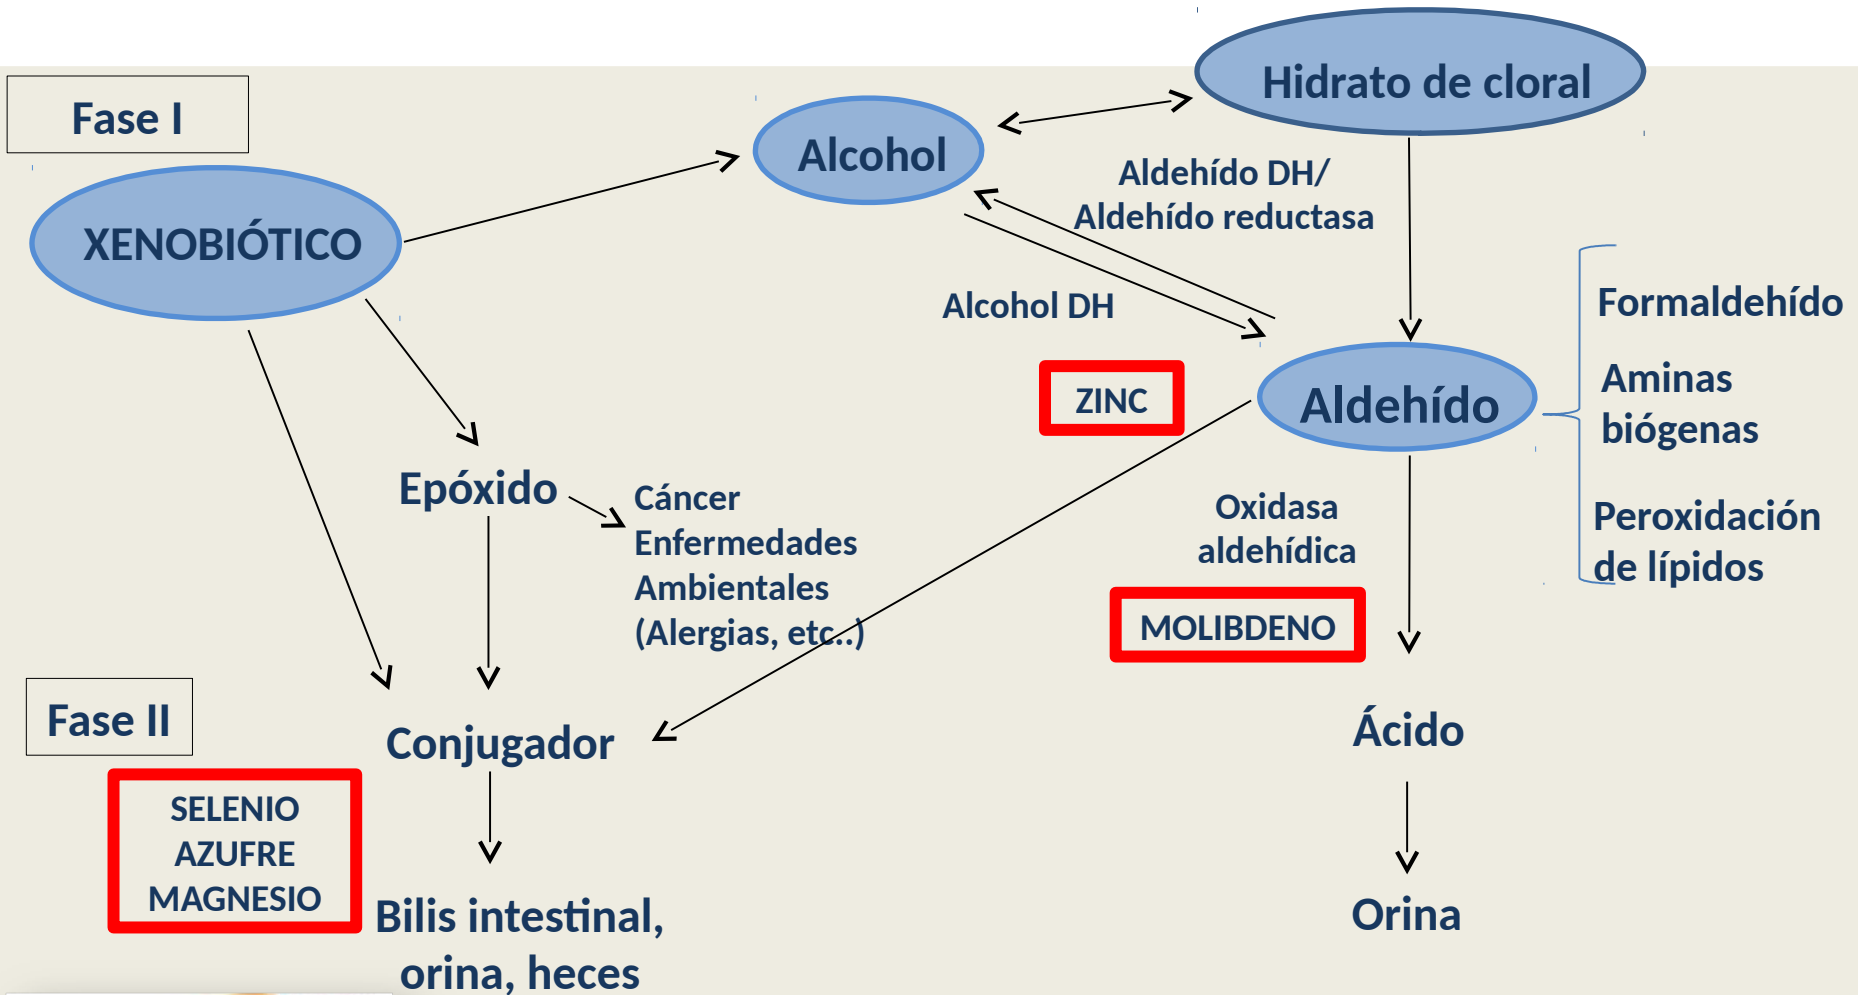 Hidrato de cloral
Fase I
Alcohol
Aldehído DH/
Aldehído reductasa
XENOBIÓTICO
Alcohol DH
Formaldehído
ZINC
Aldehído
Aminas
biógenas
Epóxido
Cáncer
Enfermedades
Ambientales
(Alergias, etc..)
Oxidasa
aldehídica
Peroxidación
de lípidos
MOLIBDENO
Fase II
Conjugador
Ácido
SELENIO
AZUFRE
MAGNESIO
Bilis intestinal,
orina, heces
Orina